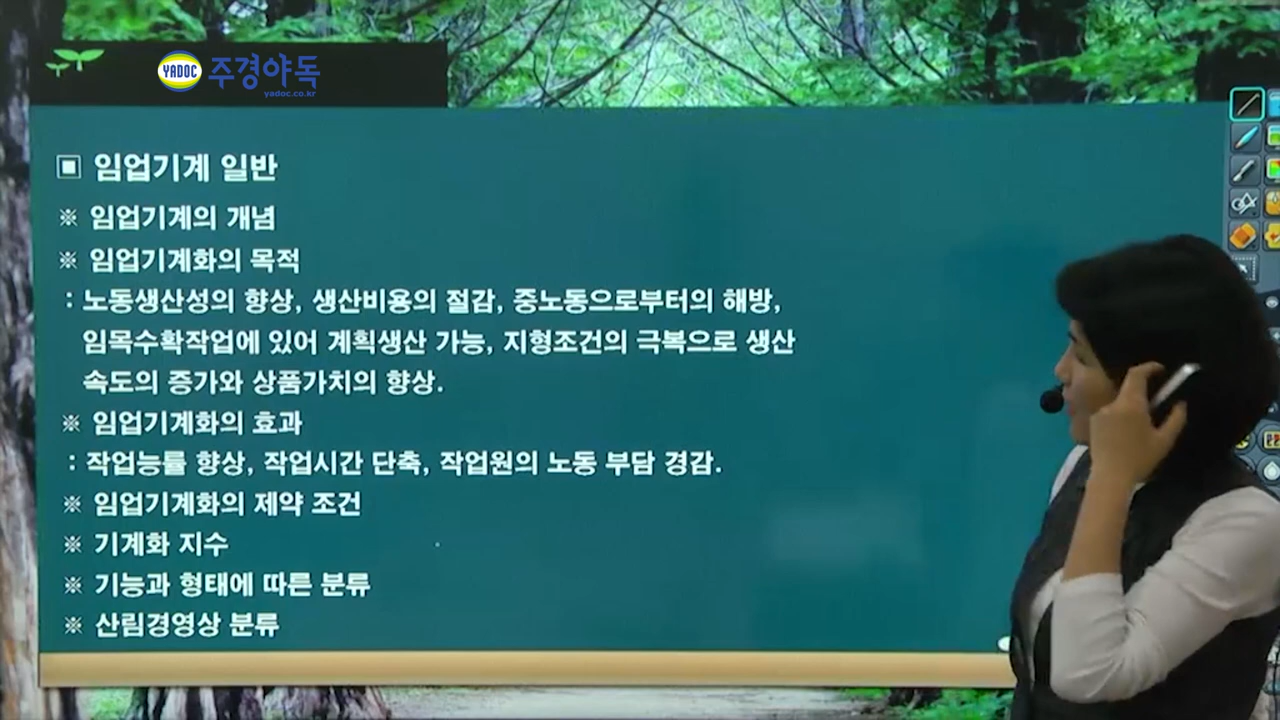 YADOC 주경야독
yadoc.co.kr
▣ 임업기계 일반
※ 임업기계의 개념
※ 임업기계화의 목적
: 노동생산성의 향상, 생산비용의 절감, 중노동으로부터의 해방,
임목수확작업에 있어 계획생산 가능, 지형조건의 극복으로 생산
속도의 증가와 상품가치의 향상.
※ 임업기계화의 효과
: 작업능률 향상, 작업시간 단축, 작업원의 노동 부담 경감.
※ 임업기계화의 제약 조건
※ 기계화 지수
※ 기능과 형태에 따른 분류
※ 산림경영상 분류